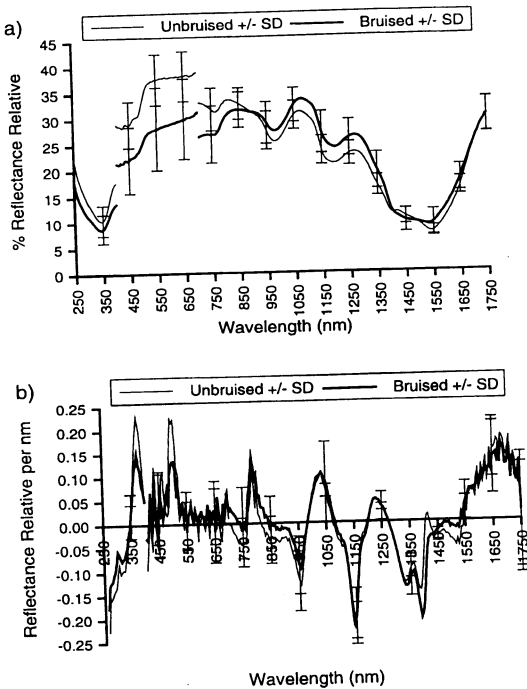 a)
Unbruised +/- SD Bruised +/- SD
% Reflectance Relative
45
40
35
30
25
20
15
10
5
0
250 350 450 550 650 750 850 950 1050 1150 1250 1350 1450 1550 1650 1750
Wavelength (nm)
b)
Unbruised +/- SD Bruised +/- SD
Reflectance Relative per nm
0.25
0.20
0.15
0.10
0.05
0.00
-0.05
-0.10
-0.15
-0.20
-0.25
250 350 450 550 650 750 850 1050 1150 1250 1350 1450 1550 1650 1750
Wavelength (nm)